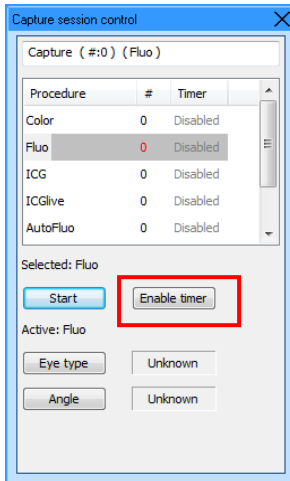 Capture session control
Capture ( #:0 ) ( Fluo )
Procedure # Timer
Color 0 Disabled
Fluo 0 Disabled
ICG 0 Disabled
ICGlive 0 Disabled
AutoFluo 0 Disabled
Selected: Fluo
Start Enable timer
Active: Fluo
Eye type Unknown
Angle Unknown